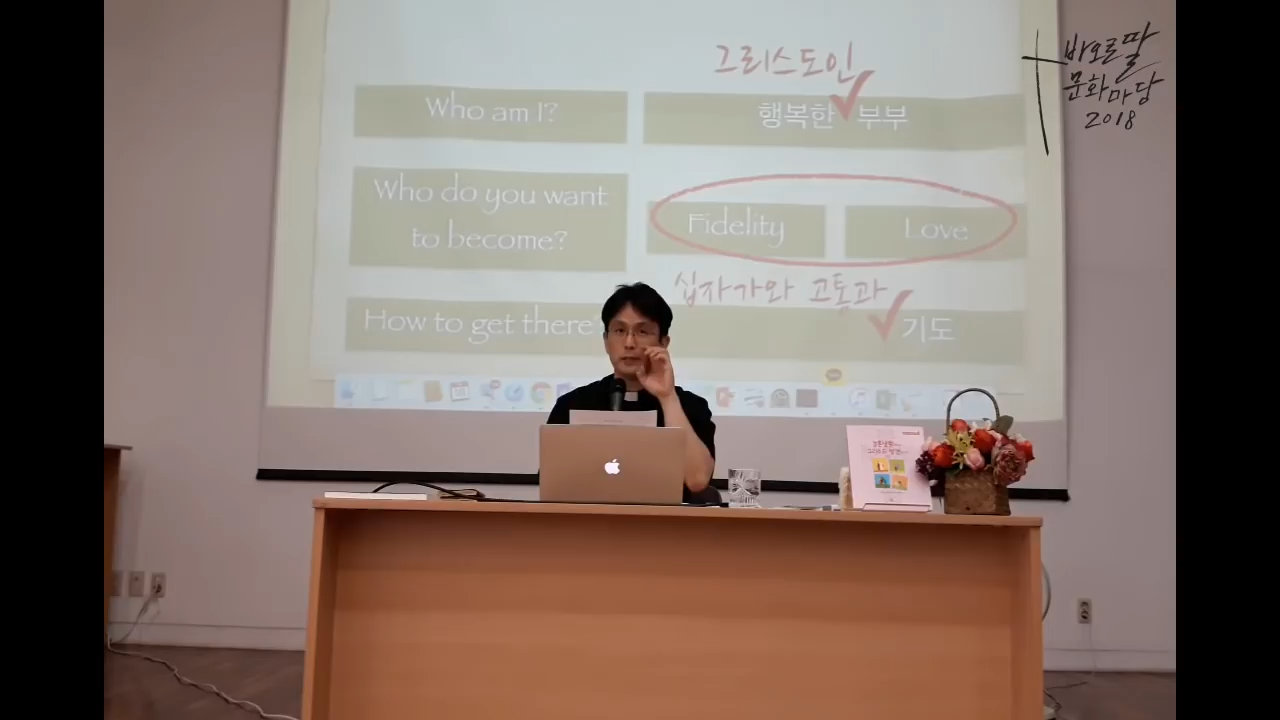 그리스도인
Who am I?
행복한 ✓ 부부
Who do you want
to become?
Fidelity
Love
십자가와 고통과
How to get there
✓ 기도
바오로딸
문화마당
2018